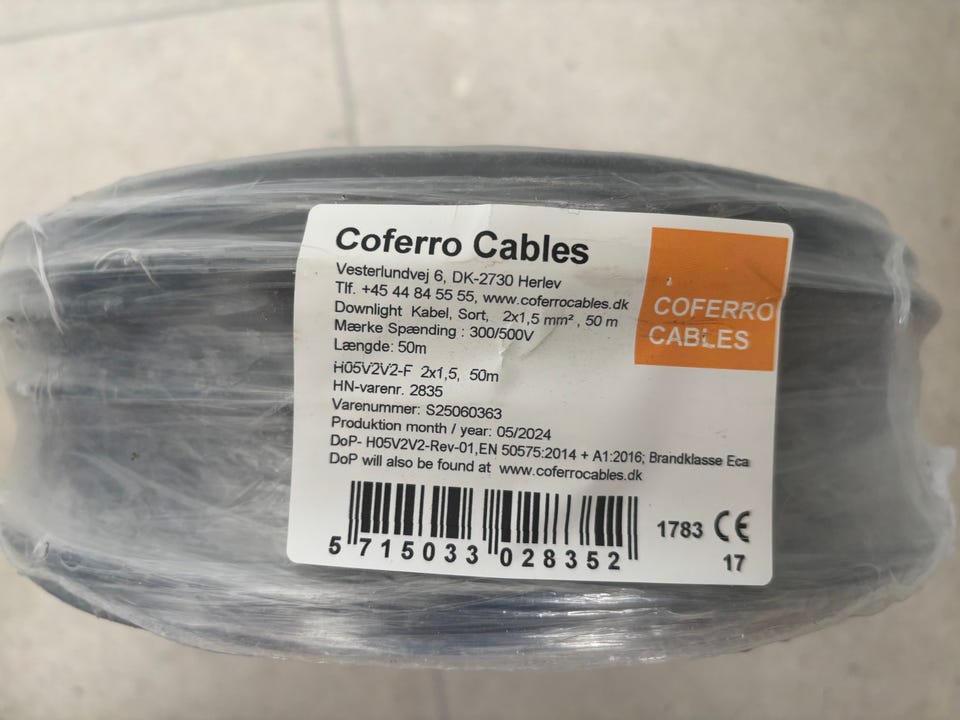 Coferro Cables
Vesterlundvej 6, DK-2730 Herlev
Tlf. +45 44 84 55 55, www.coferrocables.dk
Downlight Kabel, Sort, 2x1,5 mm², 50 m
Mærke Spænding : 300/500V
Længde: 50m
H05V2V2-F 2x1,5, 50m
HN-varenr. 2835
Varenummer: S25060363
Produktion month / year: 05/2024
DoP- H05V2V2-Rev-01,EN 50575:2014 + A1:2016; Brandklasse Eca
DoP will also be found at www.coferrocables.dk
COFERRO
CABLES
5 715033 028352
1783 CE
17